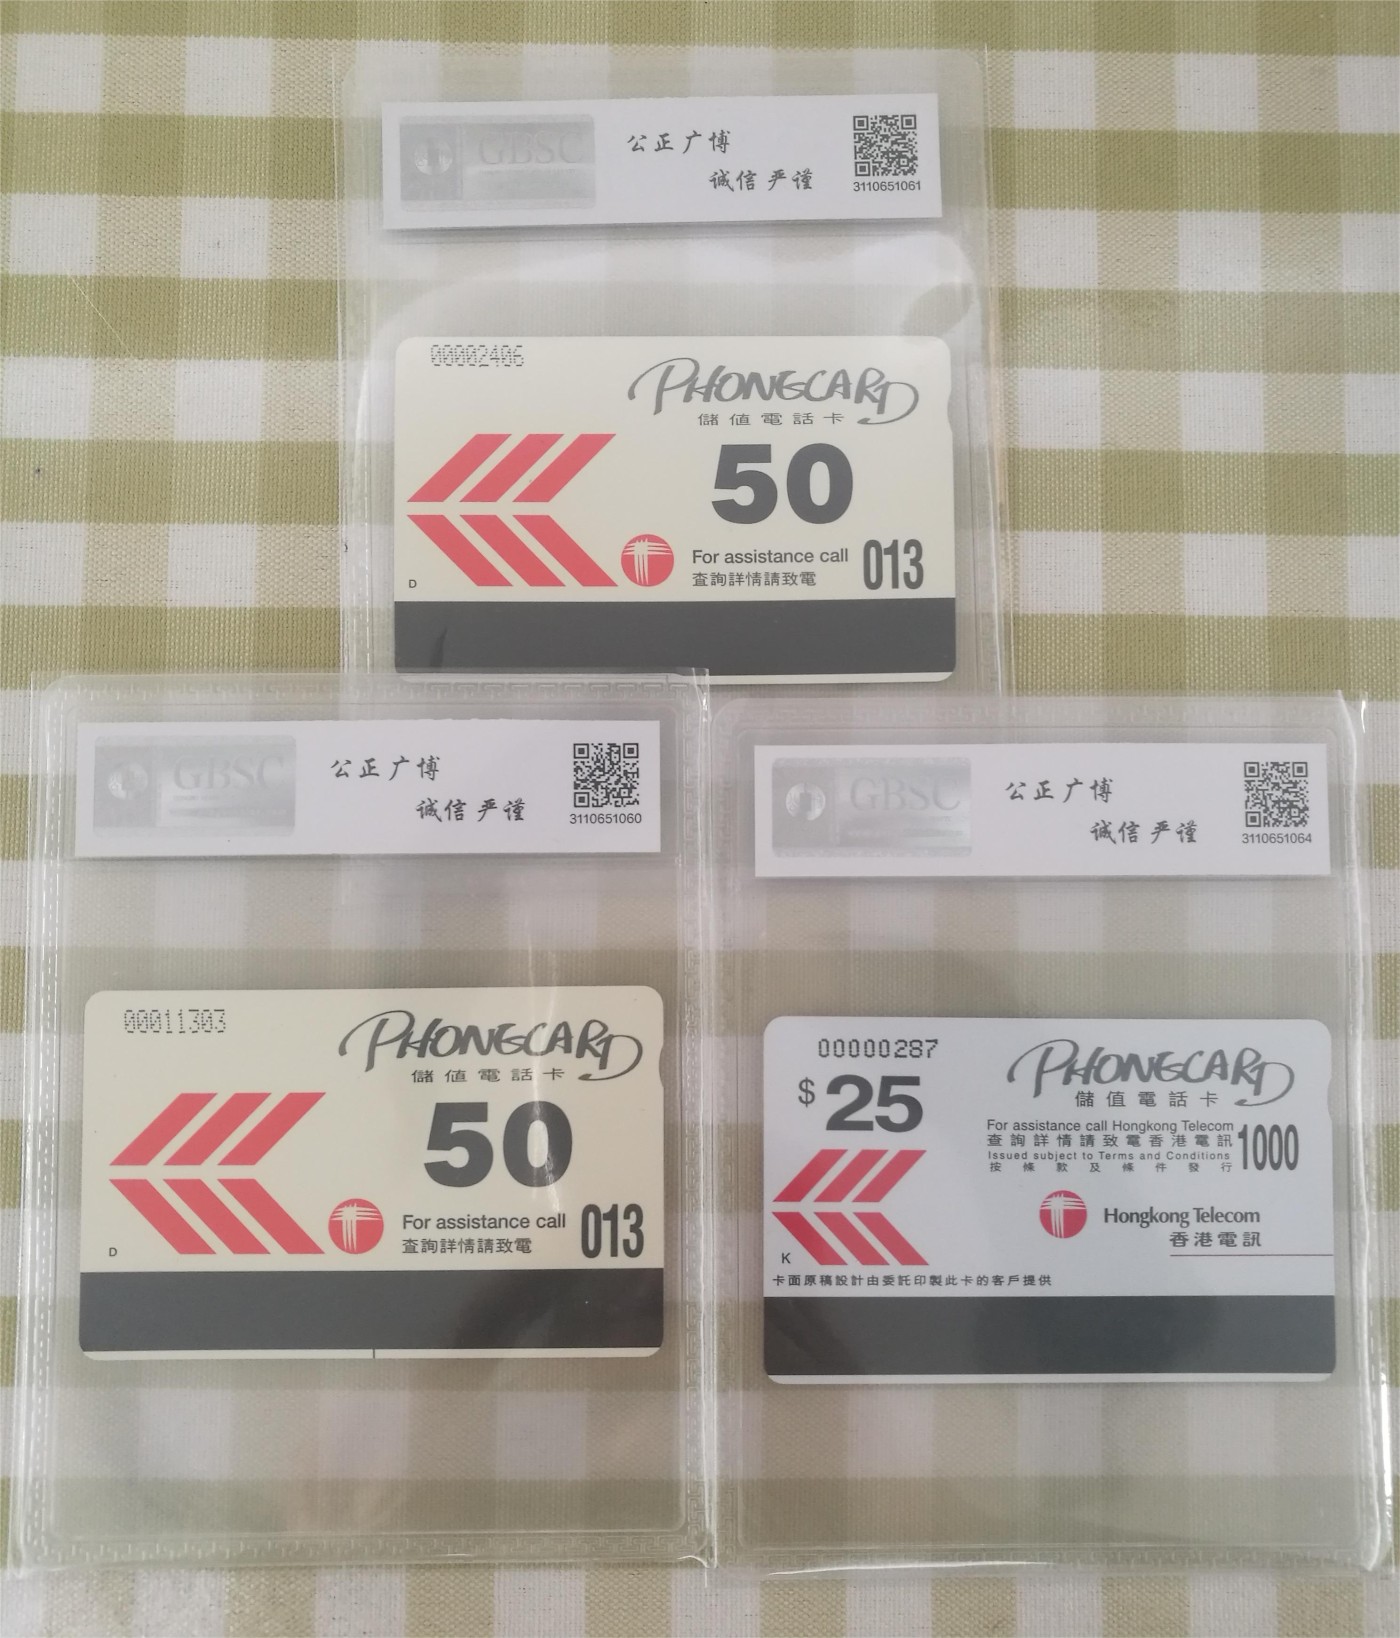 GBSC
公正广博
诚信严谨
3110651061
00002406
PHONECARD
儲值電話卡
50
For assistance call
查詢詳情請致電
013
D
GBSC
公正广博
诚信严谨
3110651060
00011303
PHONECARD
儲值電話卡
50
For assistance call
查詢詳情請致電
013
D
GBSC
公正广博
诚信严谨
3110651064
00000287
$25
PHONECARD
儲值電話卡
For assistance call Hongkong Telecom
查詢詳情請致電香港電訊
1000
Issued subject to Terms and Conditions
按條款及條件發行
Hongkong Telecom
香港電訊
K
卡面原稿設計由委託印製此卡的客戶提供